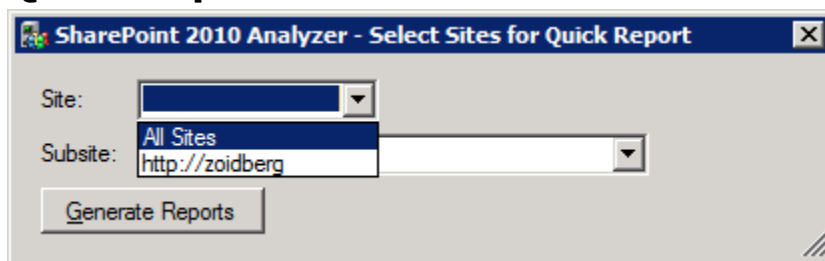 SharePoint 2010 Analyzer - Select Sites for Quick Report
Site:
All Sites
Subsite:
http://zoidberg
Generate Reports